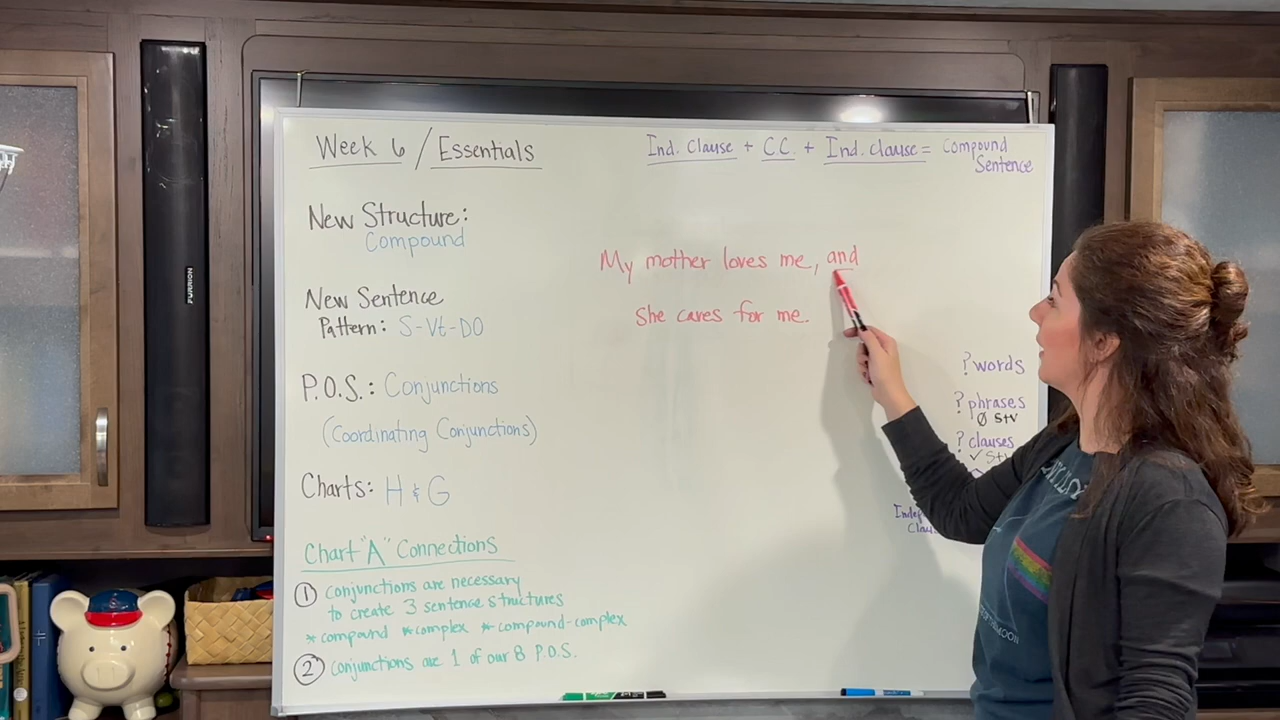 Week 6 / Essentials
Ind. Clause + C.C. + Ind. Clause = Compound
Sentence
New Structure:
Compound
New Sentence
Pattern: S-Vt-DO
P.O.S.: Conjunctions
(Coordinating Conjunctions)
Charts: H & G
Chart "A" Connections
① conjunctions are necessary
to create 3 sentence structures
* compound * complex * compound-complex
② conjunctions are 1 of our 8 P.O.S.
My mother loves me, and
she cares for me.
? words
? phrases
Ø S+V
? clauses
✓ S+
FURRION